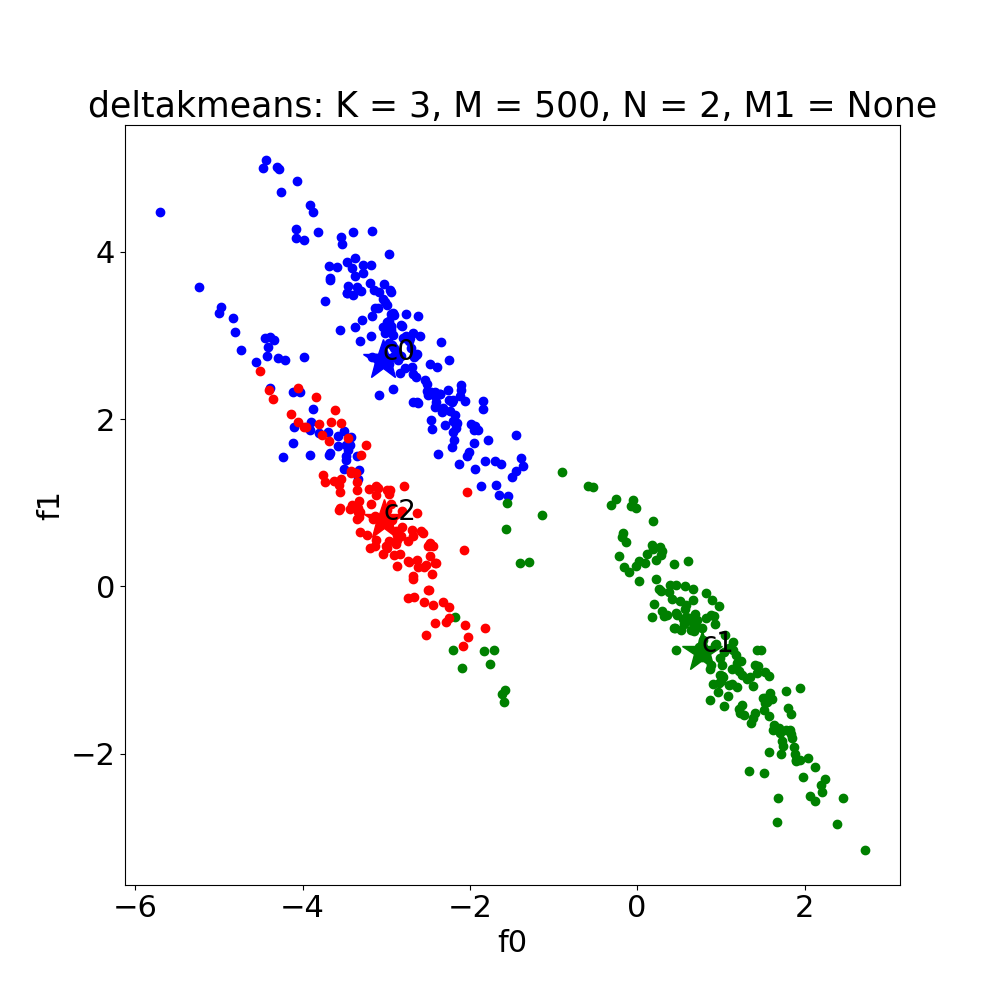 deltakmeans: K = 3, M = 500, N = 2, M1 = None
f1
4
2
0
−2
c0
c2
c1
−6
−4
−2
0
2
f0